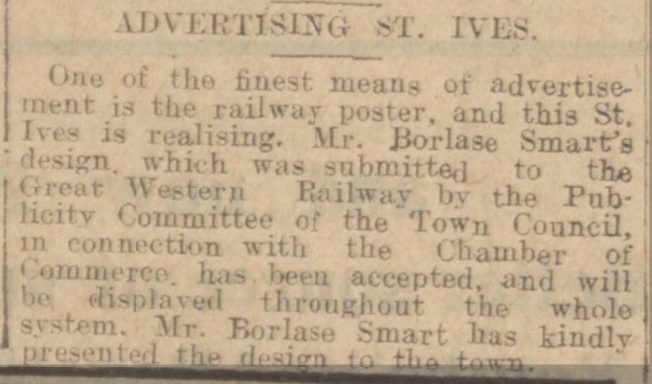 ADVERTISING ST. IVES.
One of the finest means of advertise-
ment is the railway poster, and this St.
Ives is realising. Mr. Borlase Smart's
design, which was submitted to the
Great Western Railway by the Pub-
licity Committee of the Town Council,
in connection with the Chamber of
Commerce, has been accepted, and will
be displayed throughout the whole
system. Mr. Borlase Smart has kindly
presented the design to the town.